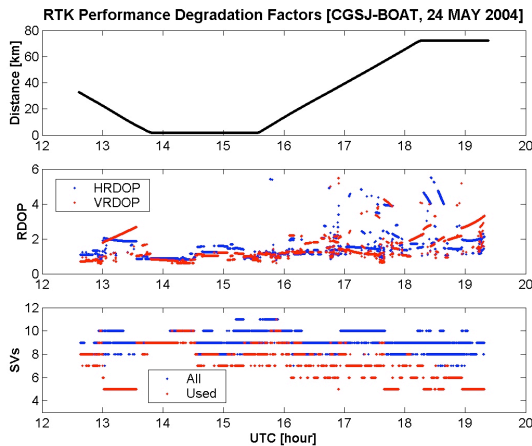 RTK Performance Degradation Factors [CGSJ-BOAT, 24 MAY 2004]
Distance [km]
80
60
40
20
0
12 13 14 15 16 17 18 19 20
RDOP
6
4
2
0
HRDOP
VRDOP
12 13 14 15 16 17 18 19 20
SVs
12
10
8
6
4
All
Used
12 13 14 15 16 17 18 19 20
UTC [hour]